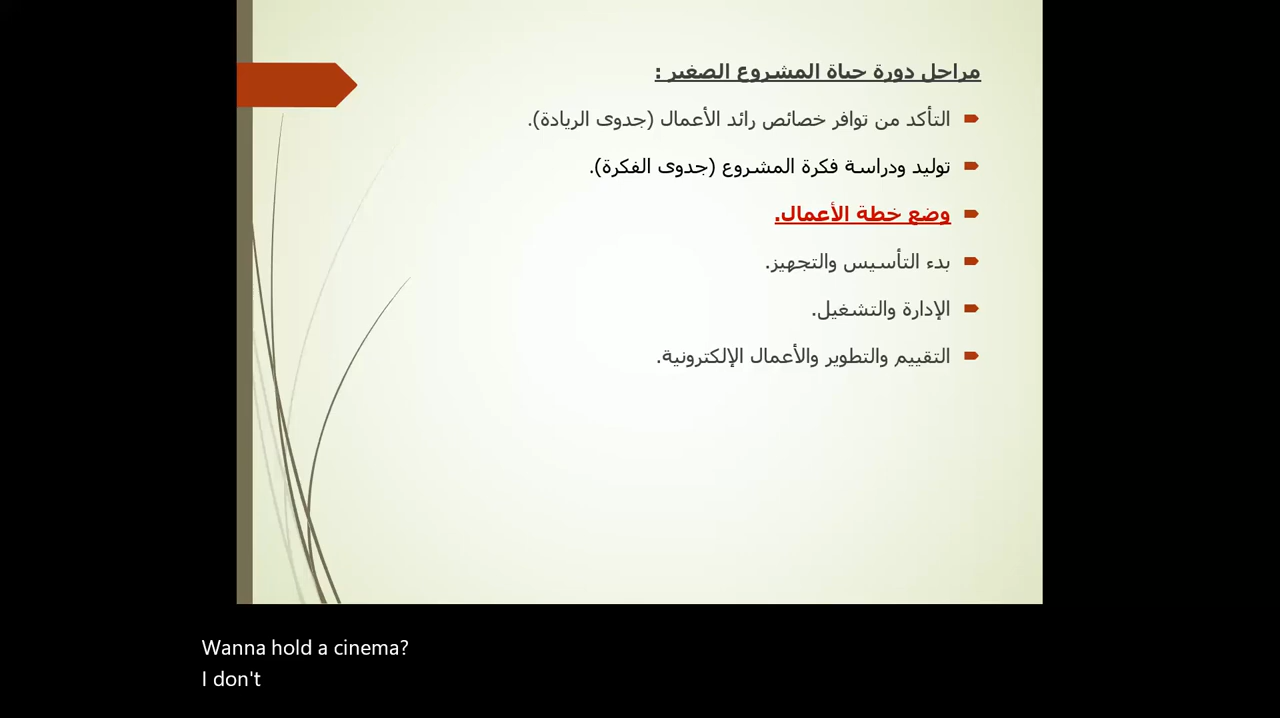 مراحل دورة حياة المشروع الصغير :
التأكد من توافر خصائص رائد الأعمال (جدوى الريادة).
توليد ودراسة فكرة المشروع (جدوى الفكرة).
وضع خطة الأعمال.
بدء التأسيس والتجهيز.
الإدارة والتشغيل.
التقييم والتطوير والأعمال الإلكترونية.
Wanna hold a cinema?
I don't